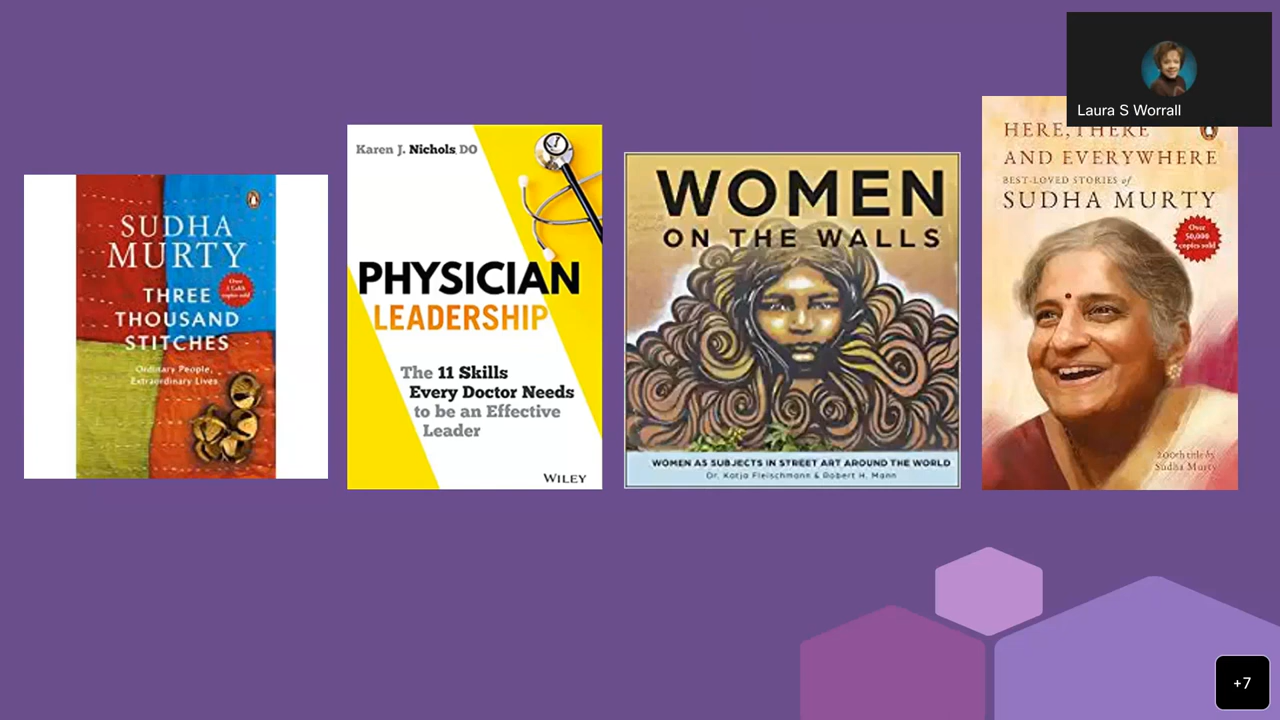 Laura S Worrall
SUDHA
MURTY
Over
1 Lakh
copies sold
THREE
THOUSAND
STITCHES
Ordinary People,
Extraordinary Lives
Karen J. Nichols, DO
PHYSICIAN
LEADERSHIP
The 11 Skills
Every Doctor Needs
to be an Effective
Leader
WILEY
WOMEN
ON THE WALLS
WOMEN AS SUBJECTS IN STREET ART AROUND THE WORLD
Dr. Katja Fleischmann & Robert H. Mann
HERE, THERE
AND EVERYWHERE
BEST-LOVED STORIES of
SUDHA MURTY
Over
50,000
copies sold
200th title by
Sudha Murty
+7